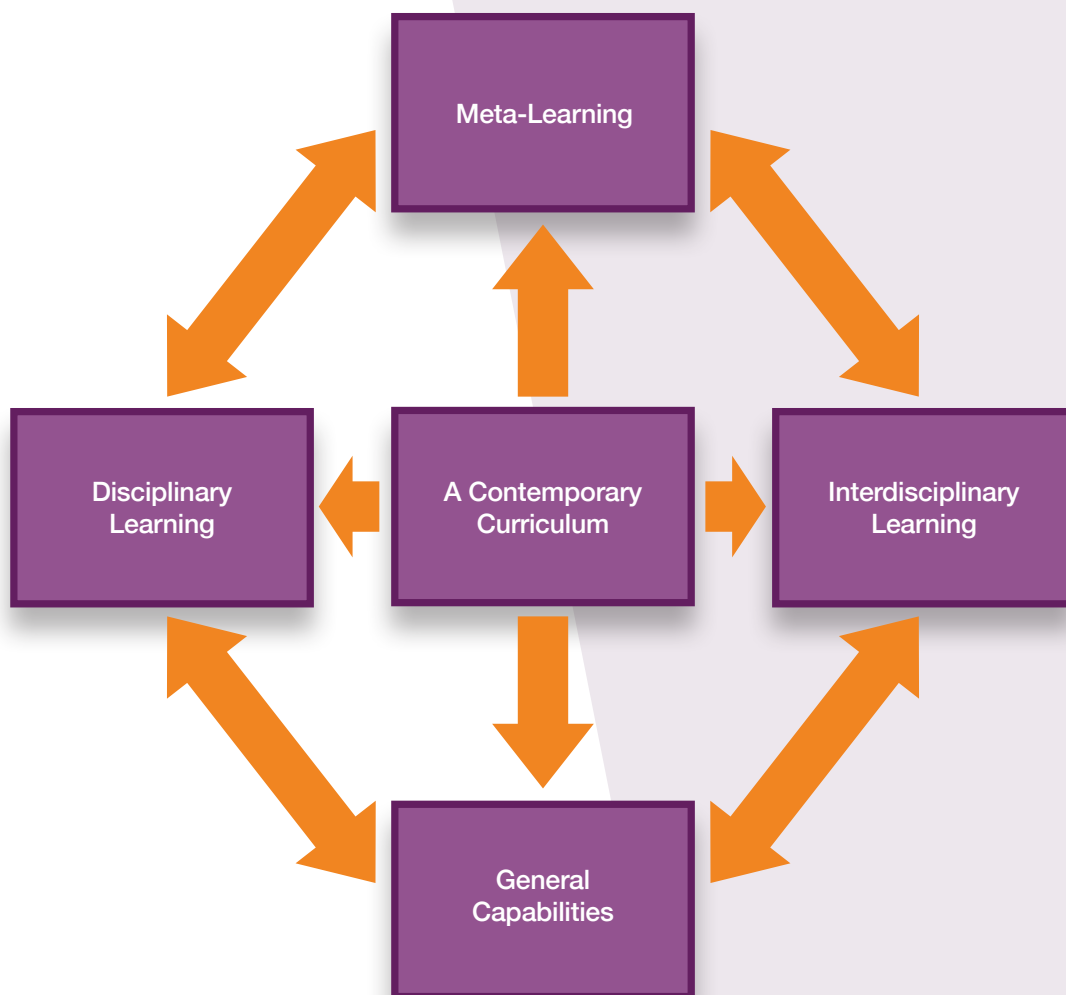 Meta-Learning
Disciplinary
Learning
A Contemporary
Curriculum
Interdisciplinary
Learning
General
Capabilities